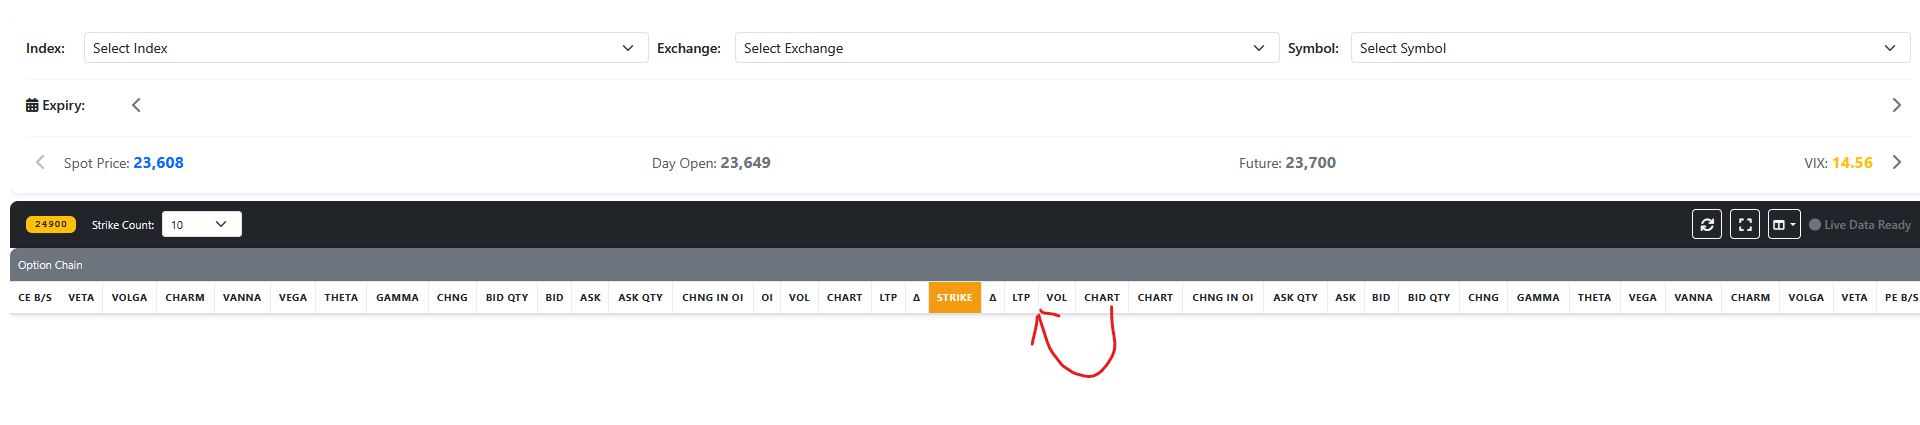 Index: Select Index Exchange: Select Exchange Symbol: Select Symbol
Expiry:
Spot Price: 23,608 Day Open: 23,649 Future: 23,700 VIX: 14.56
24900 Strike Count: 10 Live Data Ready
Option Chain
CE B/S VETA VOLGA CHARM VANNA VEGA THETA GAMMA CHNG BID QTY BID ASK ASK QTY CHNG IN OI OI VOL CHART LTP Δ STRIKE Δ LTP VOL CHART CHART CHNG IN OI ASK QTY ASK BID BID QTY CHNG GAMMA THETA VEGA VANNA CHARM VOLGA VETA PE B/S